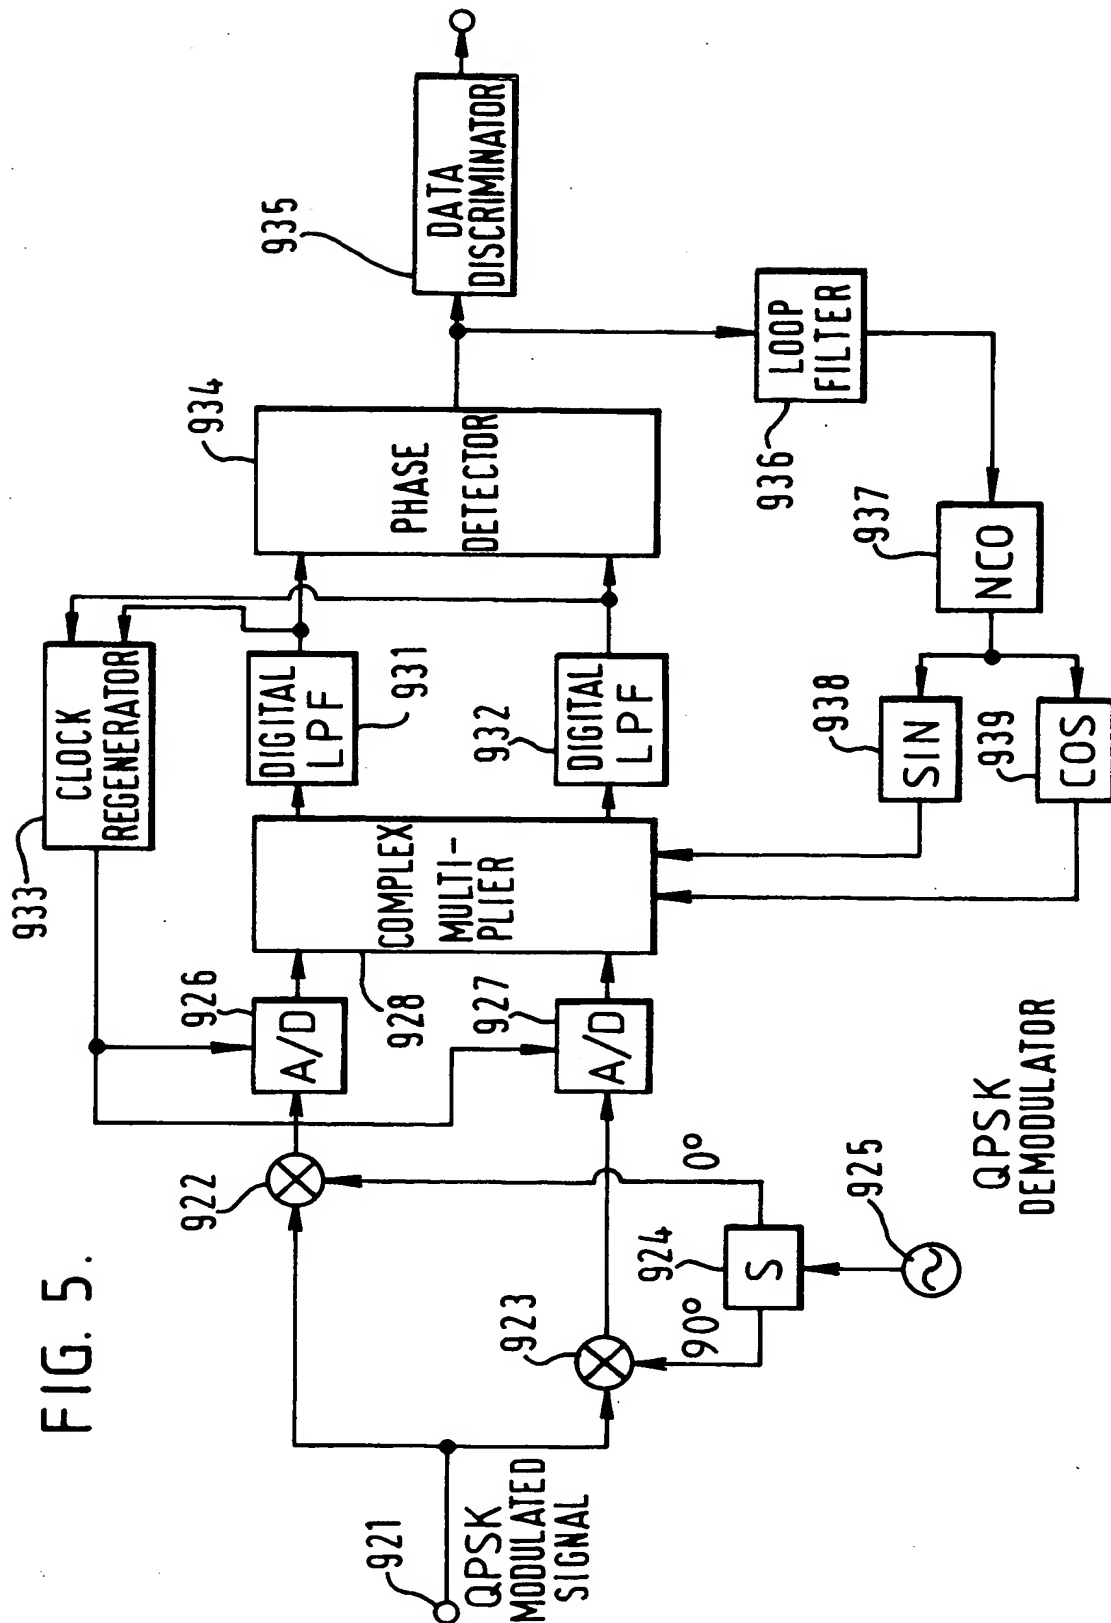 FIG. 5.
921
QPSK
MODULATED
SIGNAL
922
923
90°
0°
924
S
925
926
A/D
927
A/D
928
COMPLEX
MULTI-
PLIER
933
CLOCK
REGENERATOR
DIGITAL
LPF
931
DIGITAL
LPF
932
934
PHASE
DETECTOR
935
DATA
DISCRIMINATOR
LOOP
FILTER
936
937
NCO
938
SIN
939
COS
QPSK
DEMODULATOR